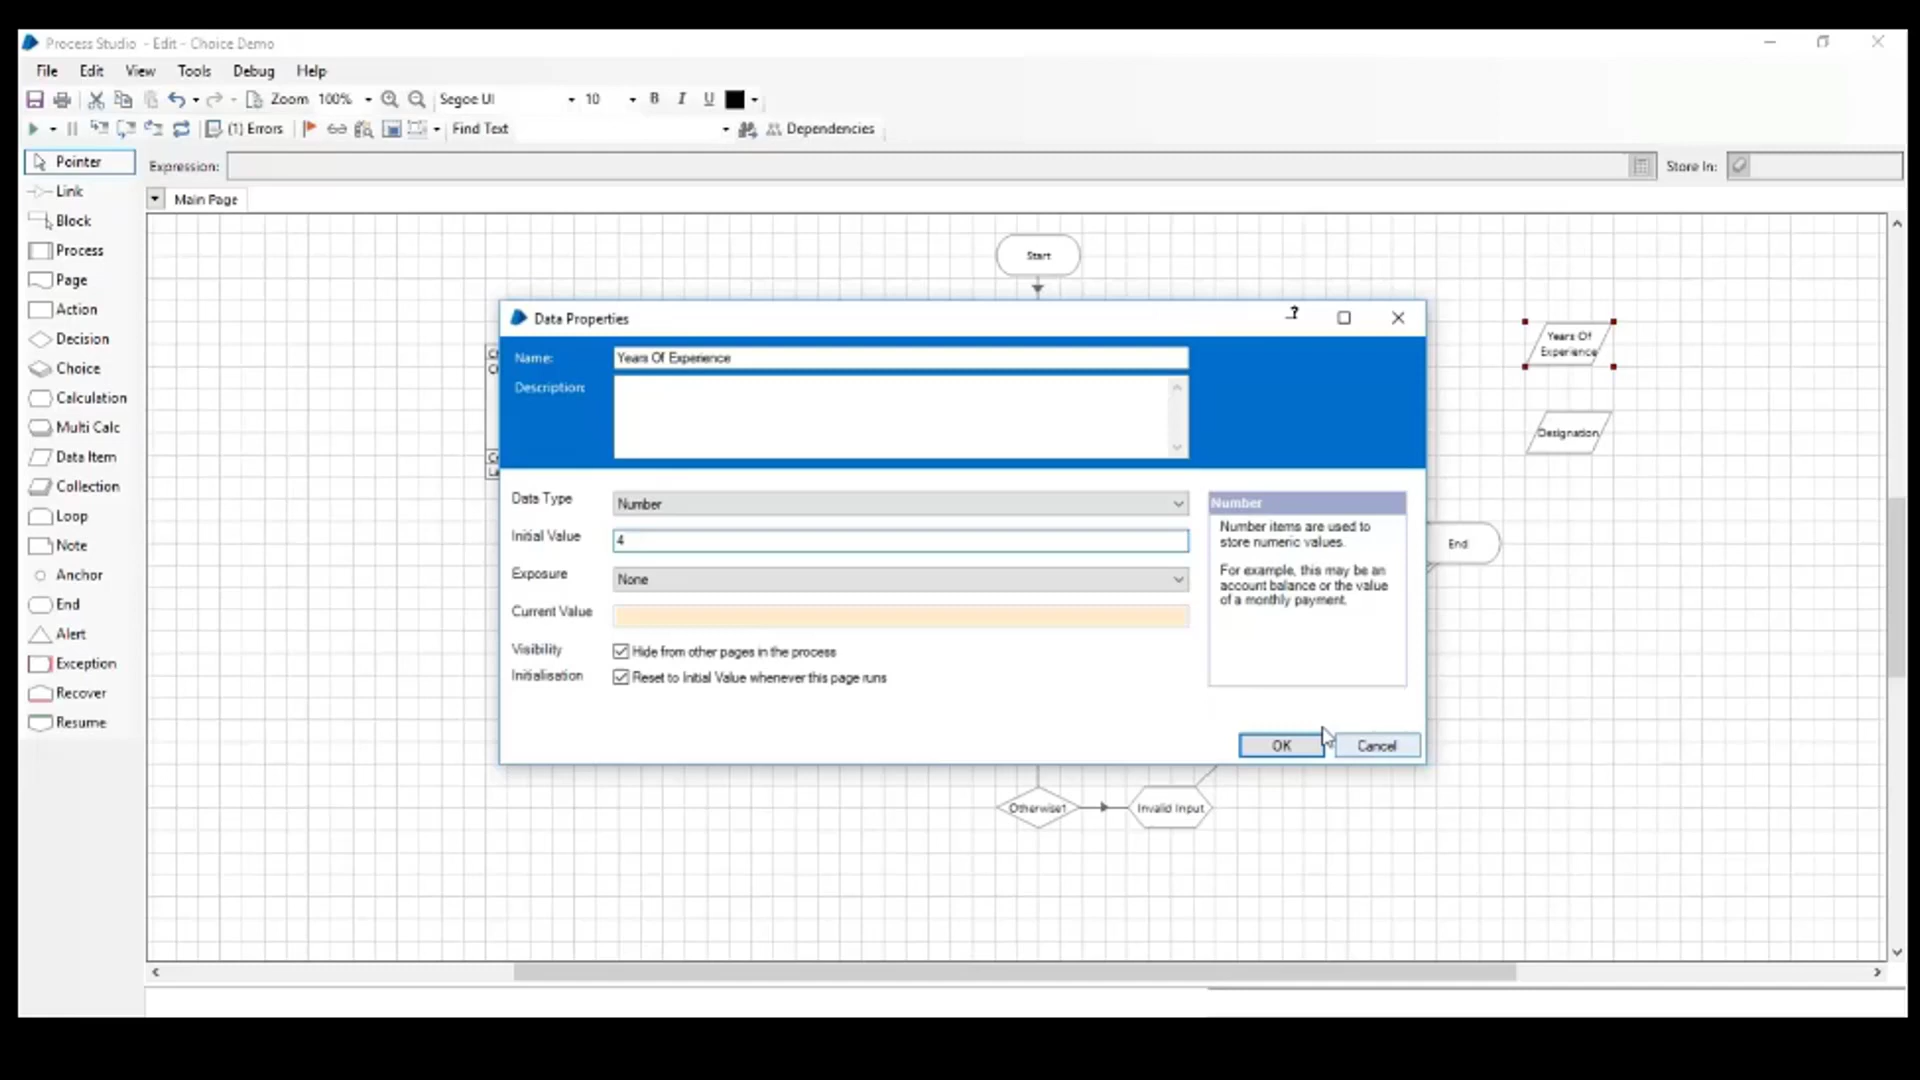 Process Studio - Edit - Choice Demo
File Edit View Tools Debug Help
Zoom 100% Segoe UI 10 B I U
(1) Errors Find Text Dependencies
Pointer
Expression:
Store In:
Link
Main Page
Block
Process
Page
Action
Decision
Choice
Calculation
Multi Calc
Data Item
Collection
Loop
Note
Anchor
End
Alert
Exception
Recover
Resume
Start
Data Properties
?
Name: Years Of Experience
Description:
Data Type Number
Initial Value 4
Exposure None
Current Value
Visibility Hide from other pages in the process
Initialisation Reset to Initial Value whenever this page runs
Number
Number items are used to
store numeric values.
For example, this may be an
account balance or the value
of a monthly payment.
OK Cancel
Years Of
Experience
Designation
End
Otherwise1
Invalid Input